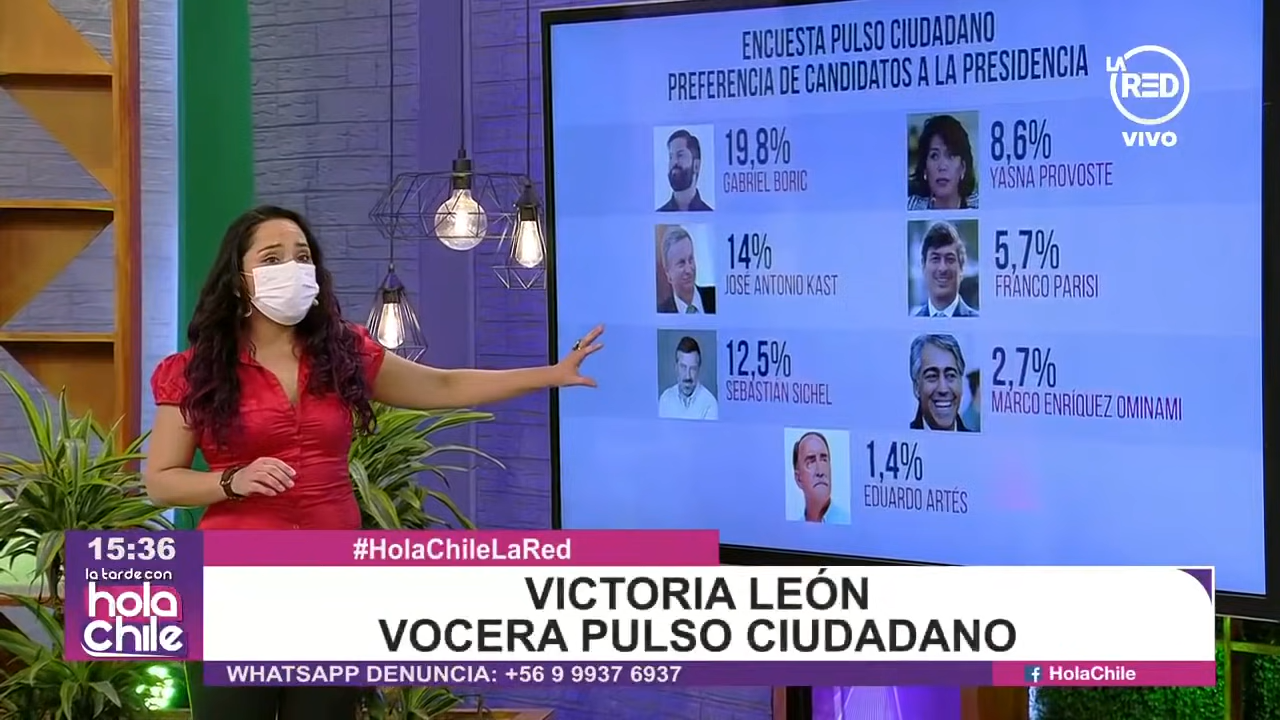 ENCUESTA PULSO CIUDADANO
PREFERENCIA DE CANDIDATOS A LA PRESIDENCIA
LA RED
VIVO
19,8%
GABRIEL BORIC
8,6%
YASNA PROVOSTE
14%
JOSÉ ANTONIO KAST
5,7%
FRANCO PARISI
12,5%
SEBASTIÁN SICHEL
2,7%
MARCO ENRÍQUEZ OMINAMI
1,4%
EDUARDO ARTÉS
15:36
#HolaChileLaRed
la tarde con
hola
chile
VICTORIA LEÓN
VOCERA PULSO CIUDADANO
WHATSAPP DENUNCIA: +56 9 9937 6937
f HolaChile